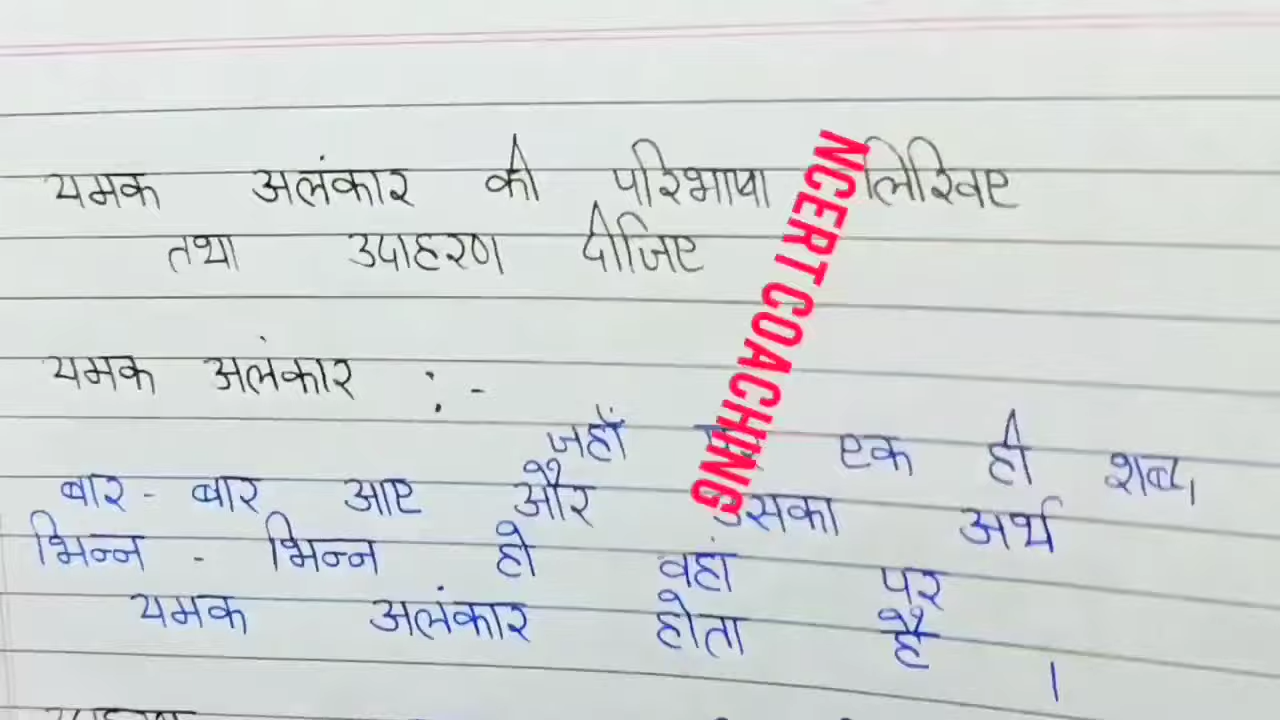 यमक अलंकार की परिभाषा लिखिए
तथा उदाहरण दीजिए
यमक अलंकार :-
जहाँ एक ही शब्द
बार - बार आए और उसका अर्थ
भिन्न - भिन्न हो वहां पर
यमक अलंकार होता है ।
NCERT COACHING